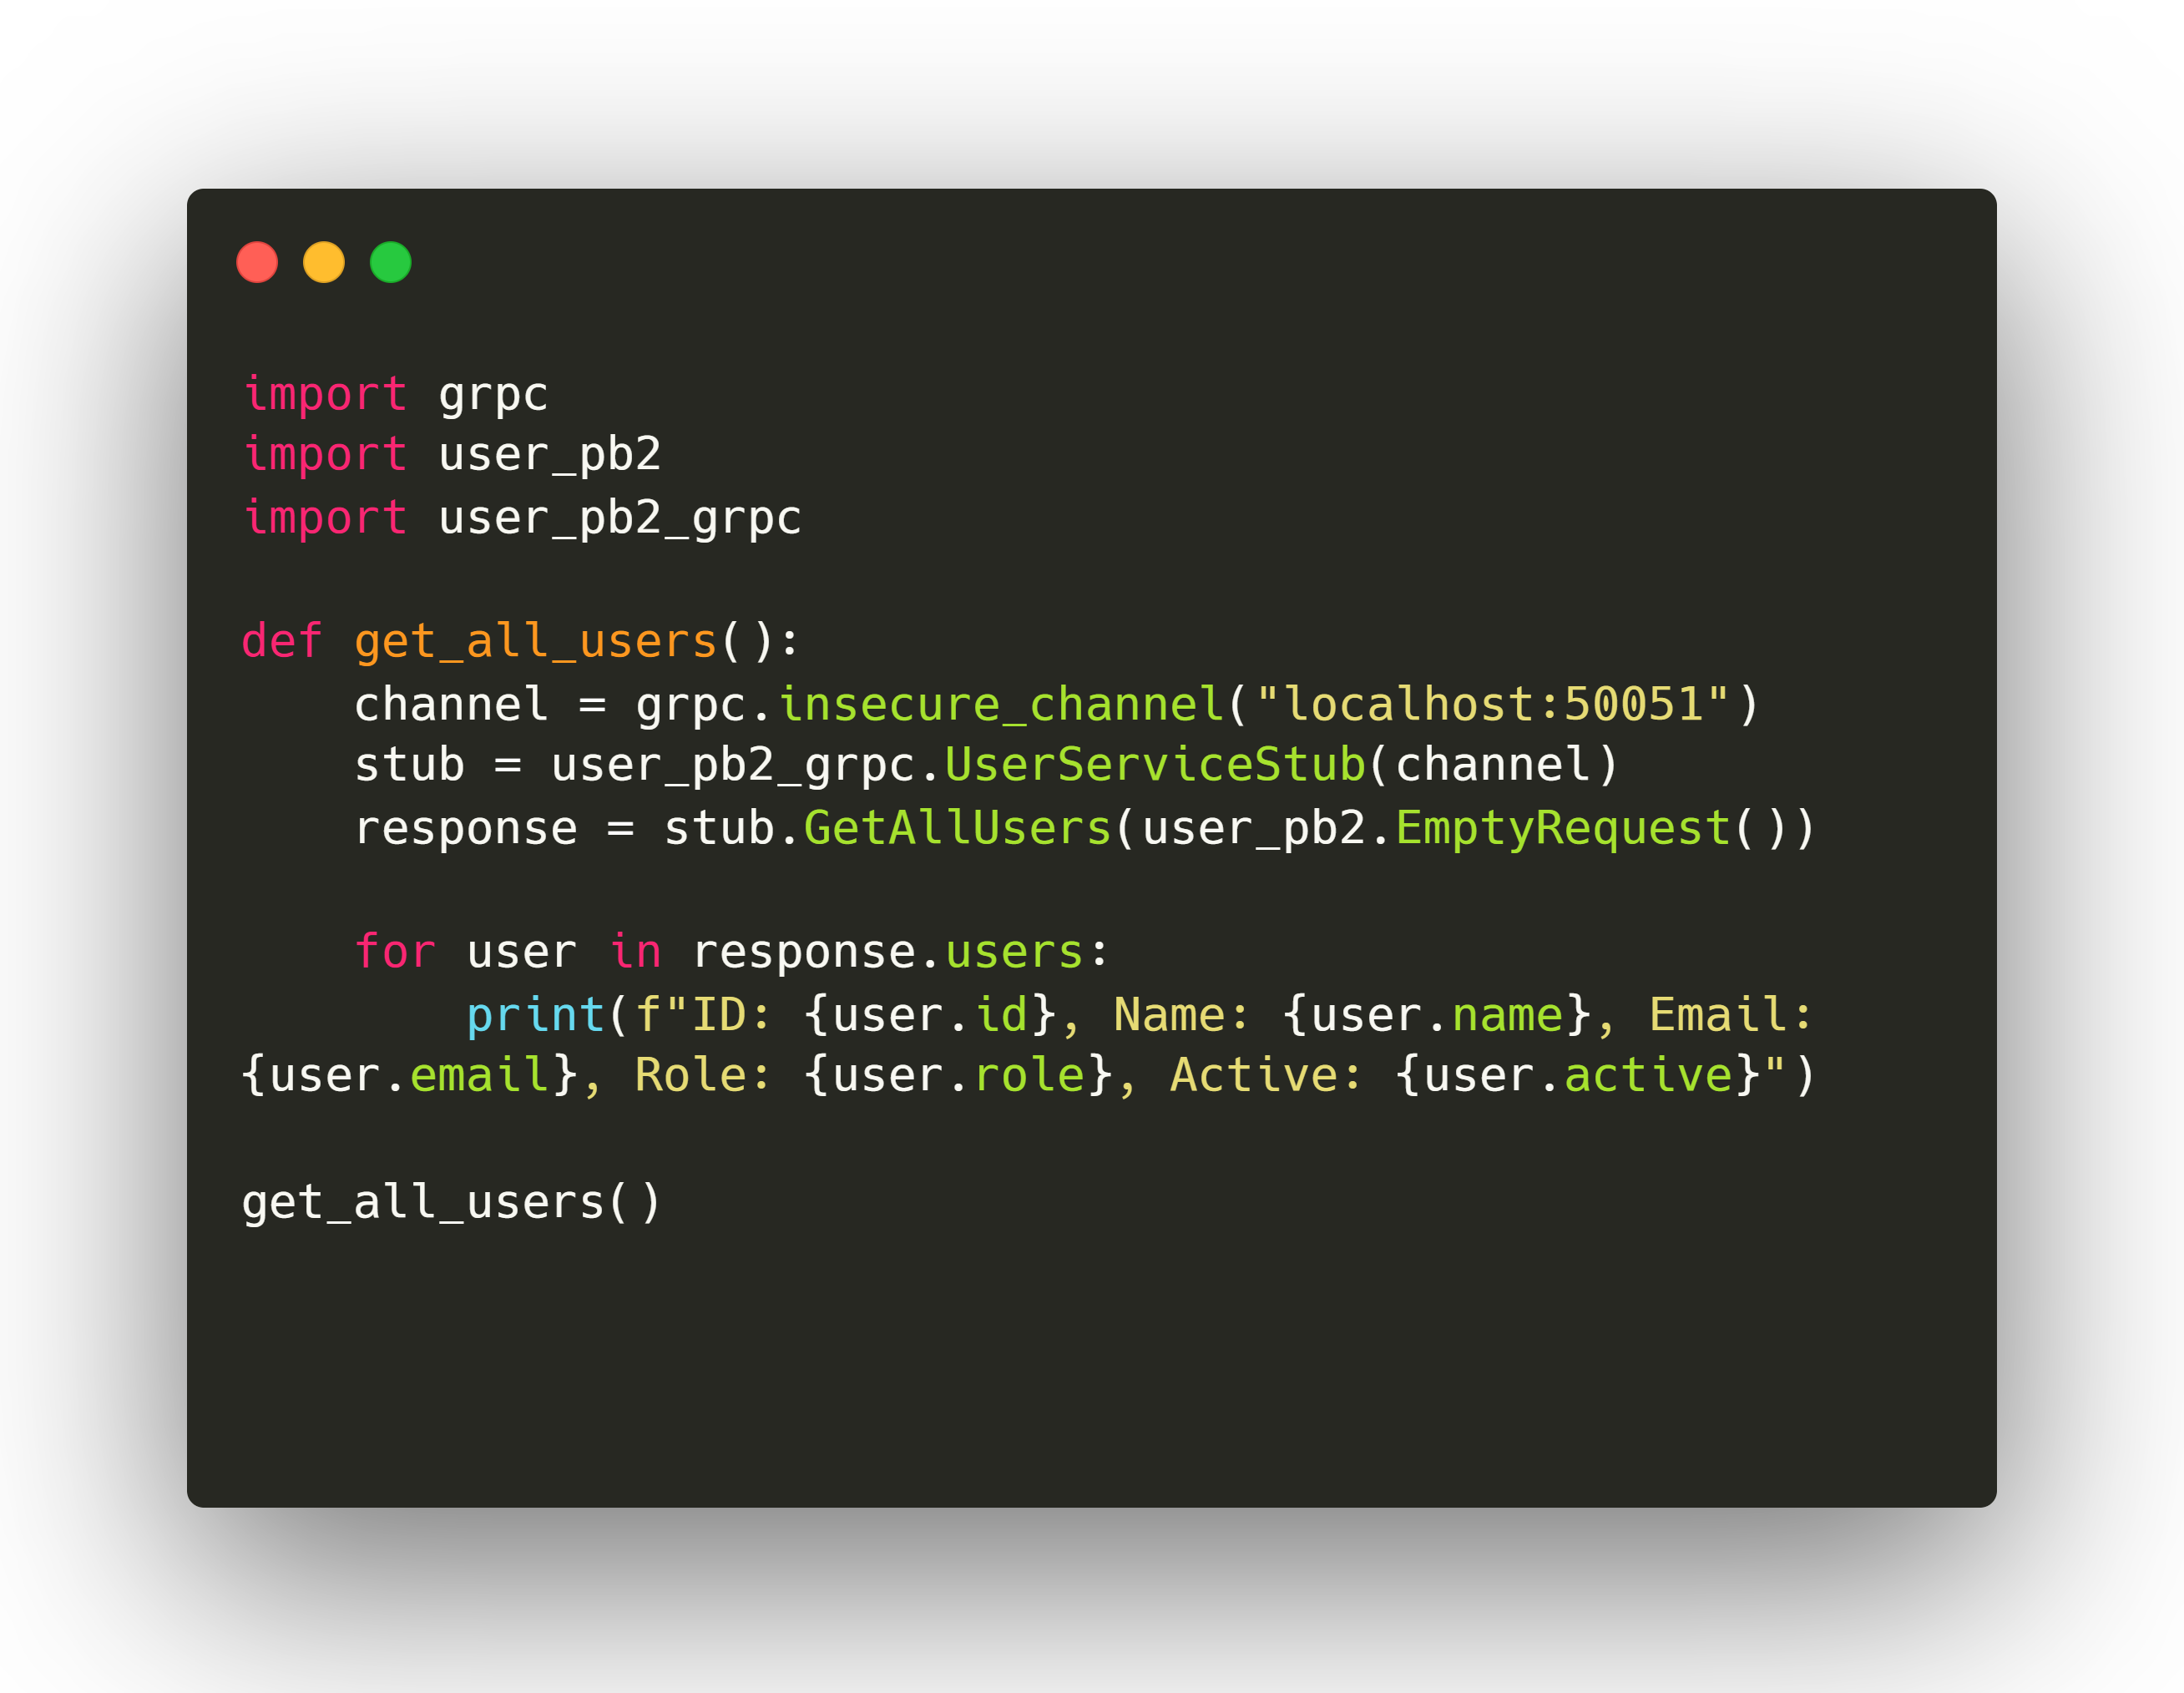 import grpc
import user_pb2
import user_pb2_grpc

def get_all_users():
    channel = grpc.insecure_channel("localhost:50051")
    stub = user_pb2_grpc.UserServiceStub(channel)
    response = stub.GetAllUsers(user_pb2.EmptyRequest())

    for user in response.users:
        print(f"ID: {user.id}, Name: {user.name}, Email:
{user.email}, Role: {user.role}, Active: {user.active}")

get_all_users()